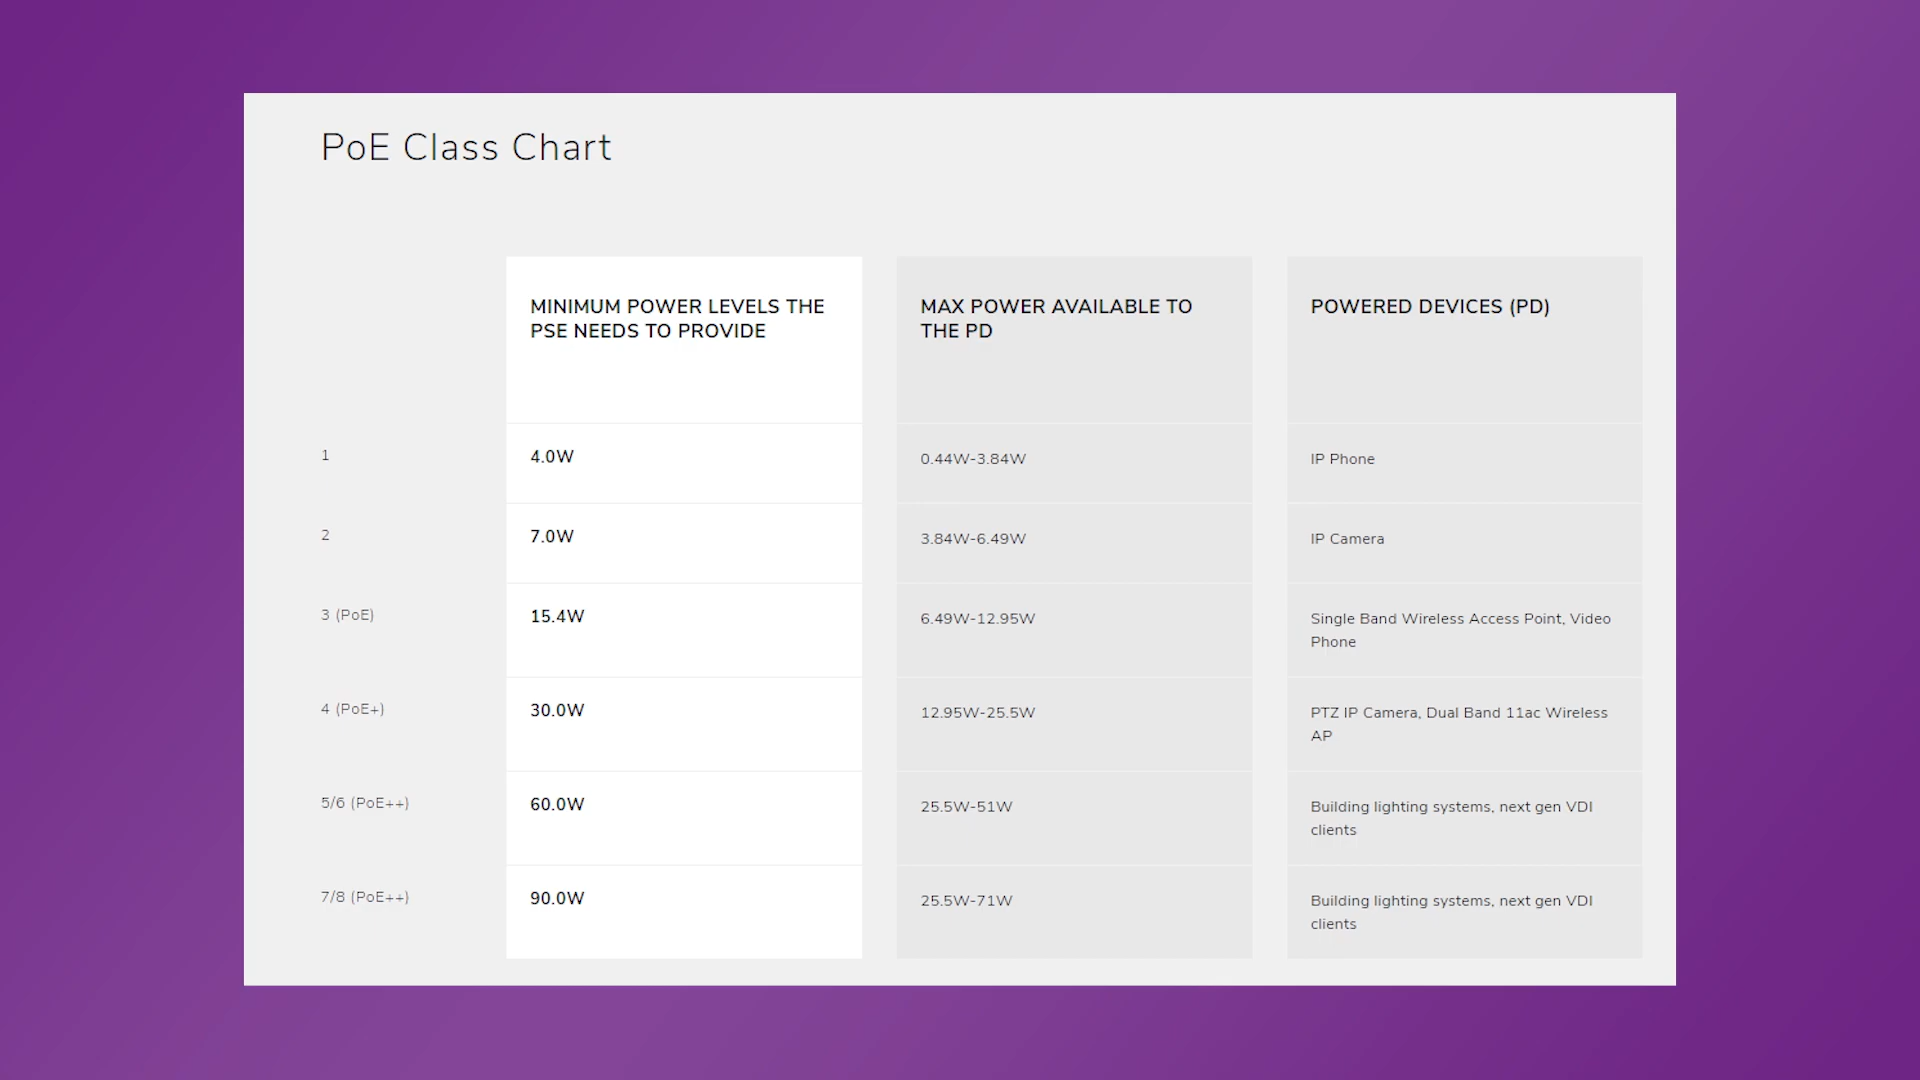 PoE Class Chart
MINIMUM POWER LEVELS THE
PSE NEEDS TO PROVIDE
MAX POWER AVAILABLE TO
THE PD
POWERED DEVICES (PD)
1
4.0W
0.44W-3.84W
IP Phone
2
7.0W
3.84W-6.49W
IP Camera
3 (PoE)
15.4W
6.49W-12.95W
Single Band Wireless Access Point, Video
Phone
4 (PoE+)
30.0W
12.95W-25.5W
PTZ IP Camera, Dual Band 11ac Wireless
AP
5/6 (PoE++)
60.0W
25.5W-51W
Building lighting systems, next gen VDI
clients
7/8 (PoE++)
90.0W
25.5W-71W
Building lighting systems, next gen VDI
clients